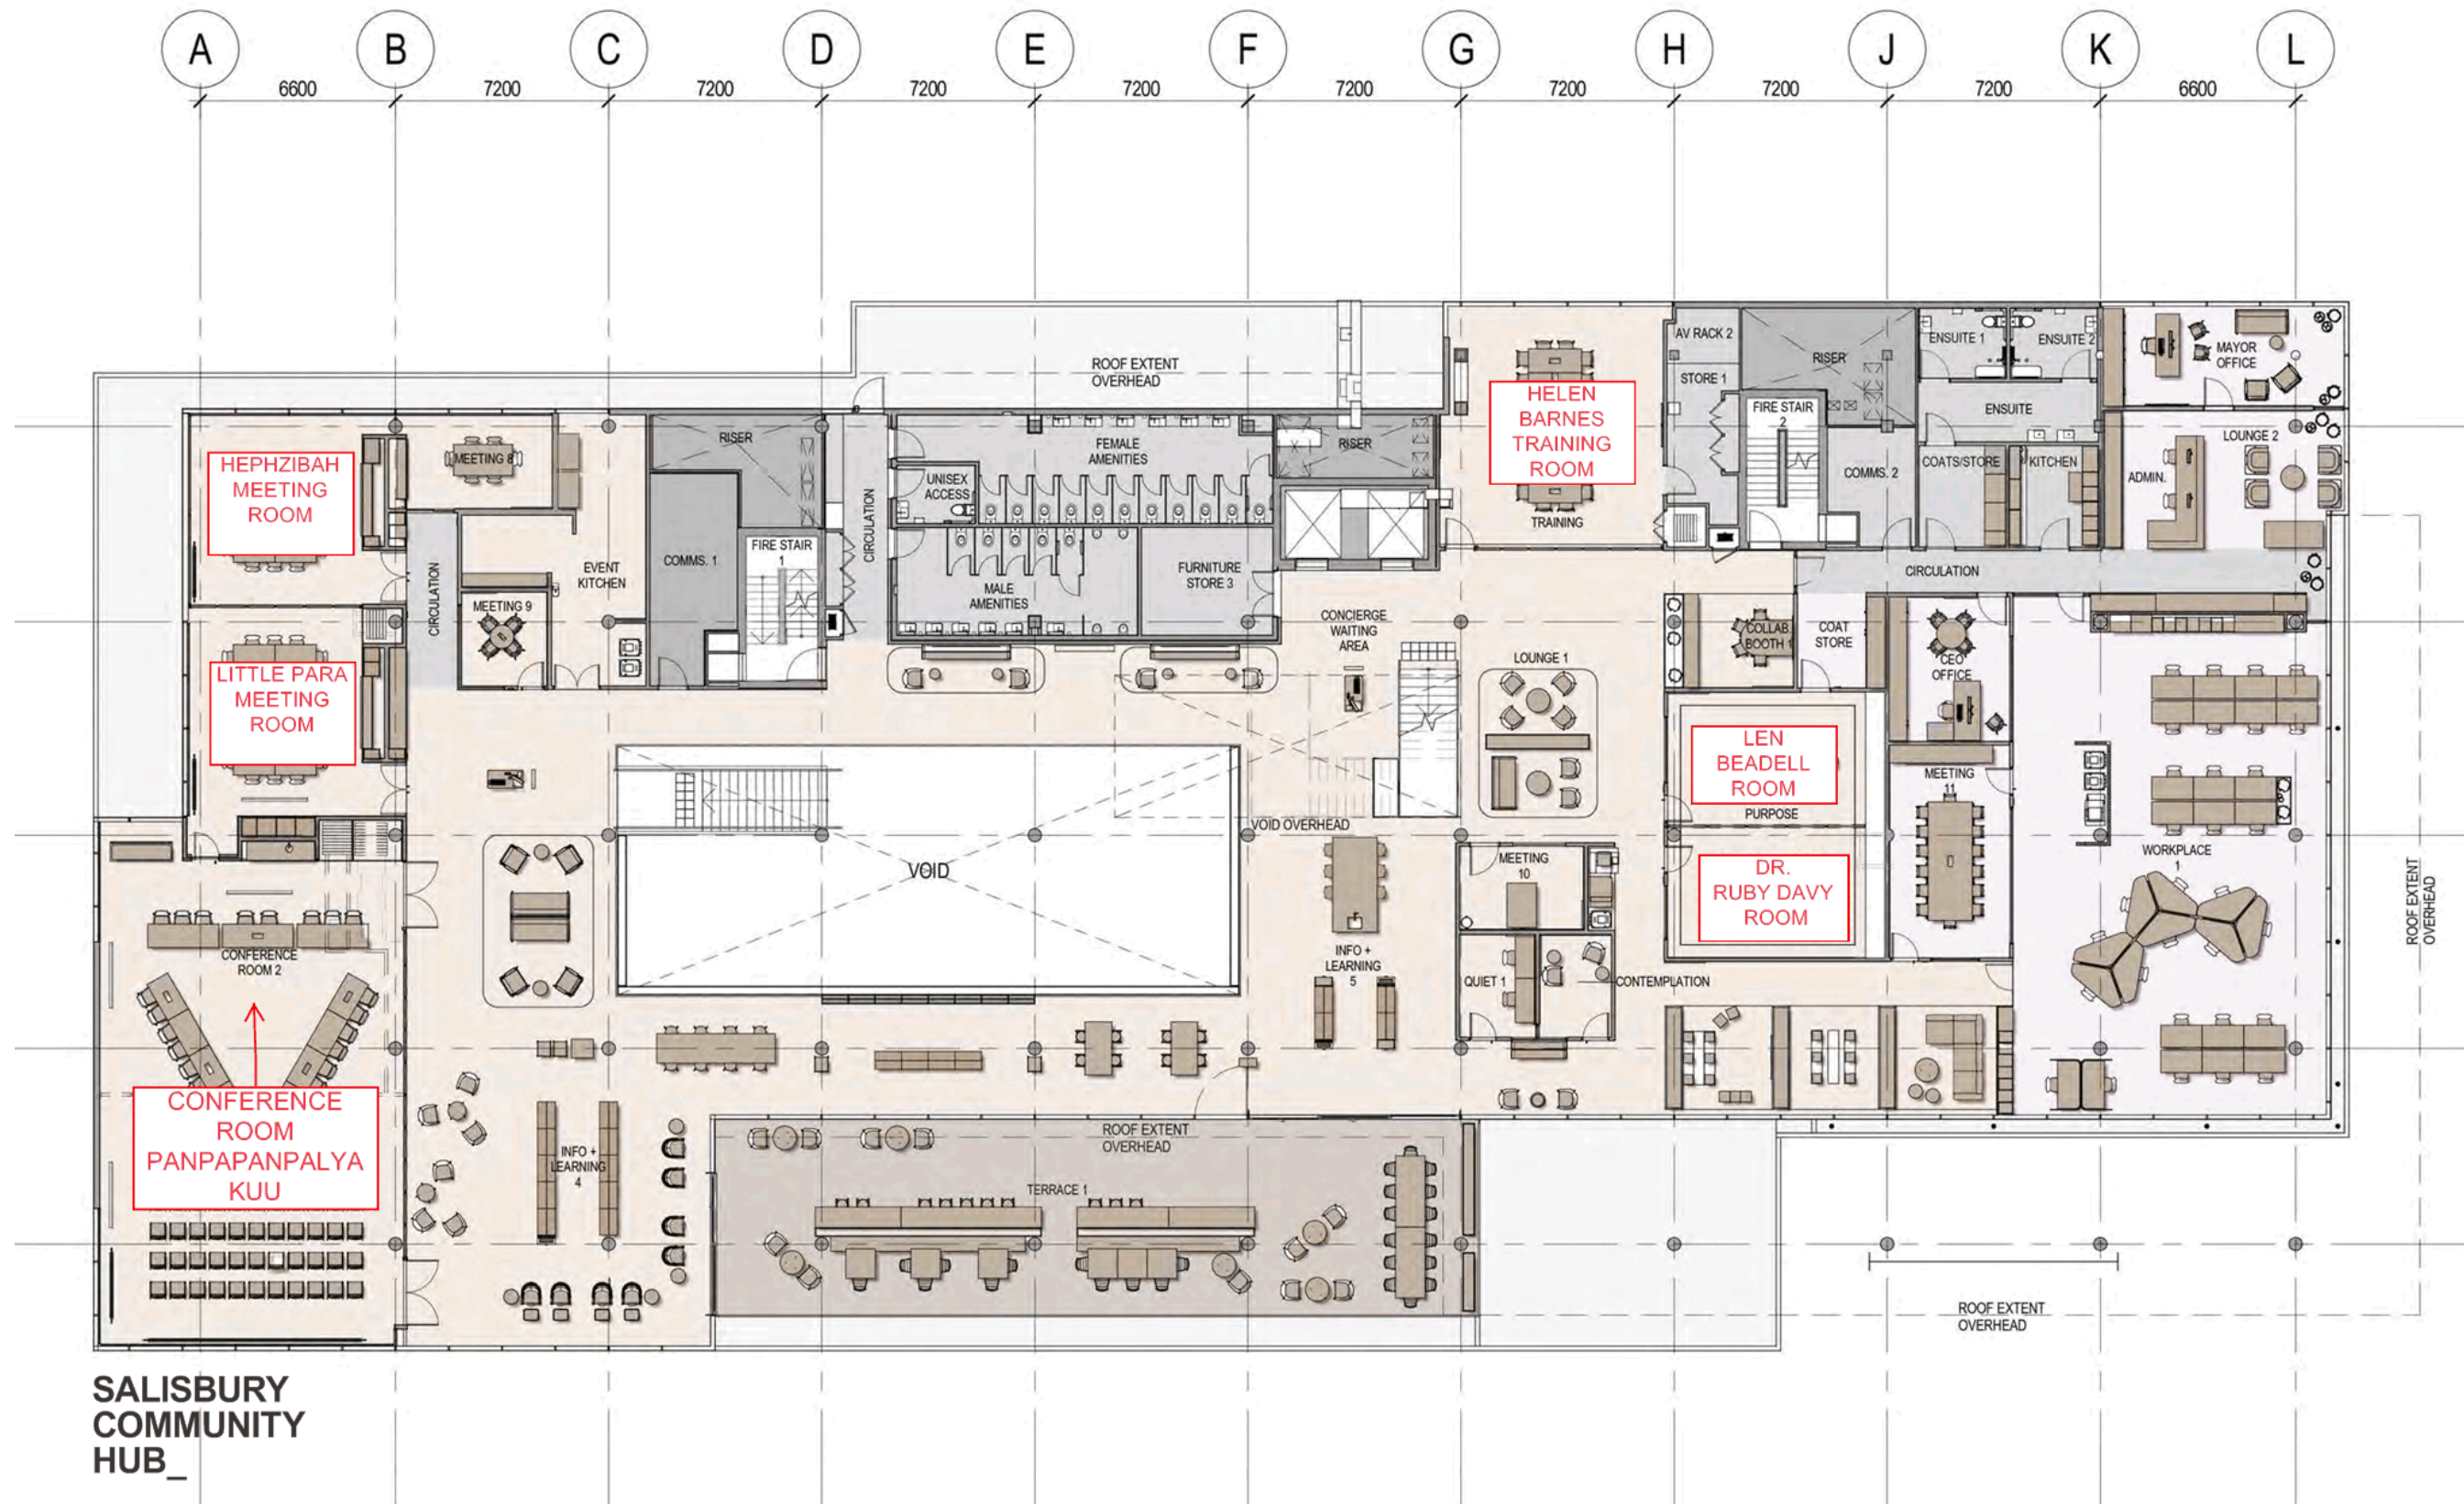 A B C D E F G H J K L
6600 7200 7200 7200 7200 7200 7200 7200 7200 6600
ROOF EXTENT
OVERHEAD
HELEN
BARNES
TRAINING
ROOM
TRAINING
AV RACK 2
STORE 1
RISER
FIRE STAIR
2
COMMS. 2
ENSUITE 1
ENSUITE 2
ENSUITE
COATS/STORE
KITCHEN
MAYOR
OFFICE
LOUNGE 2
ADMIN.
CIRCULATION
HEPHZIBAH
MEETING
ROOM
MEETING 8
RISER
CIRCULATION
EVENT
KITCHEN
COMMS. 1
FIRE STAIR
1
CIRCULATION
FEMALE
AMENITIES
UNISEX
ACCESS
MALE
AMENITIES
FURNITURE
STORE 3
RISER
MEETING 9
LITTLE PARA
MEETING
ROOM
CONCIERGE
WAITING
AREA
LOUNGE 1
COLLAB.
BOOTH 1
COAT
STORE
CEO
OFFICE
LEN
BEADELL
ROOM
PURPOSE
DR.
RUBY DAVY
ROOM
MEETING
11
WORKPLACE
1
ROOF EXTENT
OVERHEAD
VOID OVERHEAD
VOID
MEETING
10
INFO +
LEARNING
5
QUIET 1
CONTEMPLATION
CONFERENCE
ROOM 2
CONFERENCE
ROOM
PANPAPANPALYA
KUU
INFO +
LEARNING
4
ROOF EXTENT
OVERHEAD
TERRACE 1
ROOF EXTENT
OVERHEAD
SALISBURY
COMMUNITY
HUB_